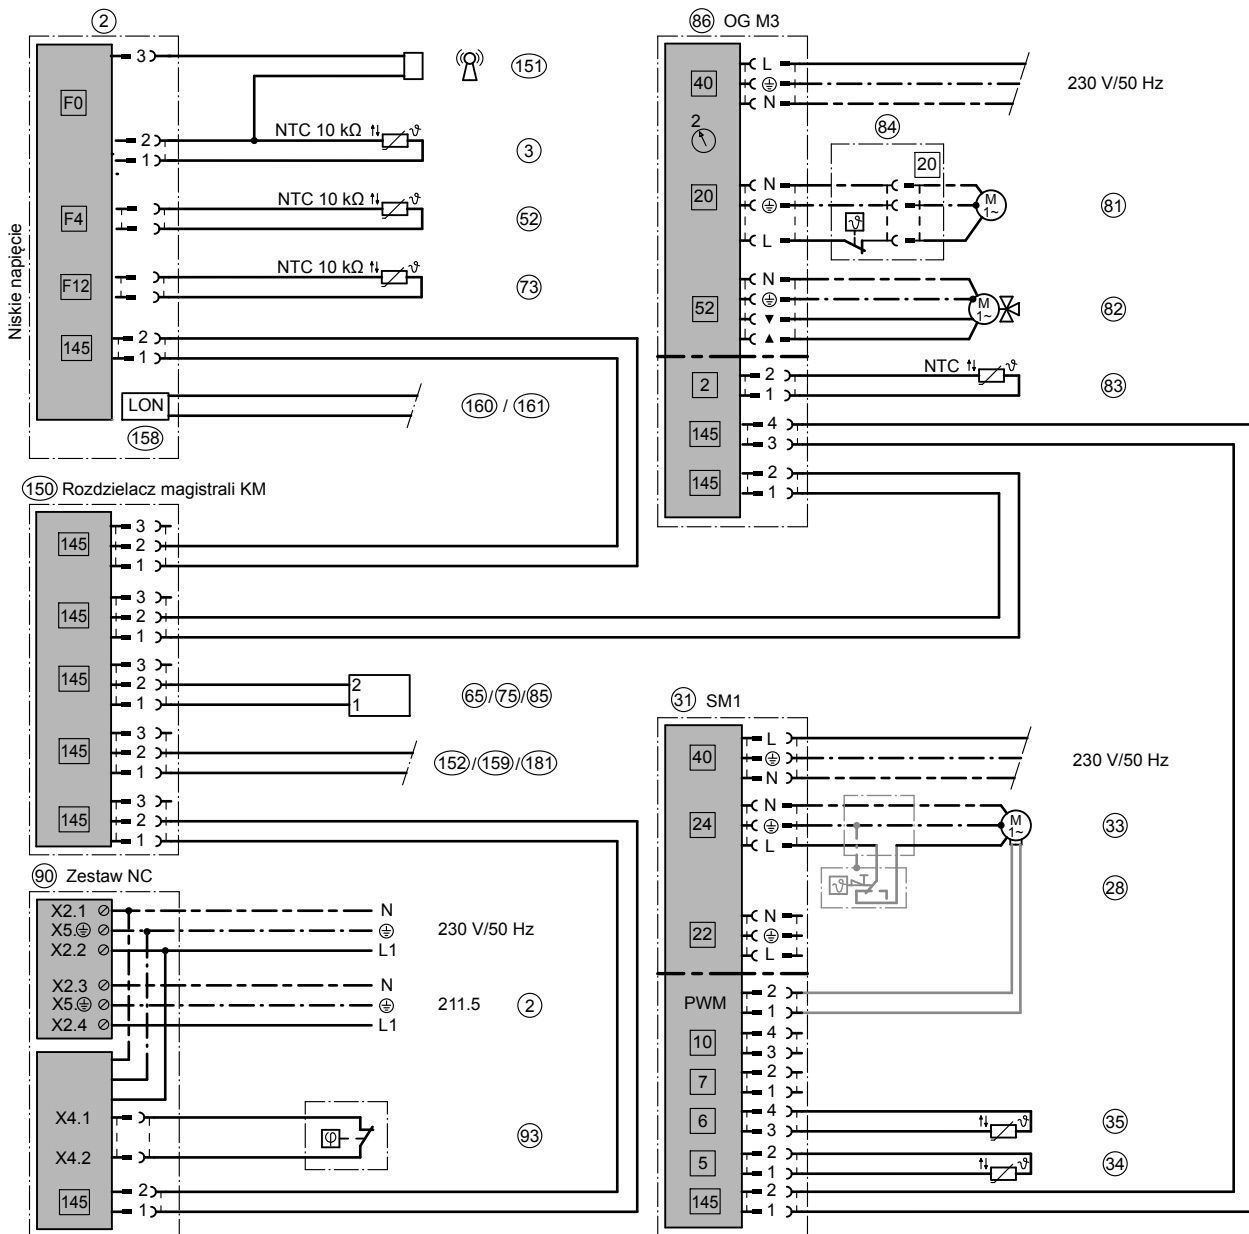 2
Niskie napięcie
F0
3
151
2
NTC 10 kΩ ϑ
1
3
F4
NTC 10 kΩ ϑ
52
F12
NTC 10 kΩ ϑ
73
145
2
1
LON
158
160 / 161
150 Rozdzielacz magistrali KM
145
3
2
1
145
3
2
1
145
3
2
1
2
1
65/75/85
145
3
2
1
152/159/181
145
3
2
1
90 Zestaw NC
X2.1
N
X5.
230 V/50 Hz
X2.2
L1
X2.3
N
X5.
211.5
2
X2.4
L1
X4.1
φ
93
X4.2
145
2
1
86 OG M3
40
L
N
230 V/50 Hz
2
84
20
20
N
L
ϑ
M
1~
81
52
N
▼
▲
M
1~
82
2
2
1
NTC ϑ
83
145
4
3
145
2
1
31 SM1
40
L
N
230 V/50 Hz
24
N
L
M
1~
33
ϑ
28
22
N
L
PWM
2
1
10
4
3
7
2
1
6
4
3
ϑ
35
5
2
1
ϑ
34
145
2
1